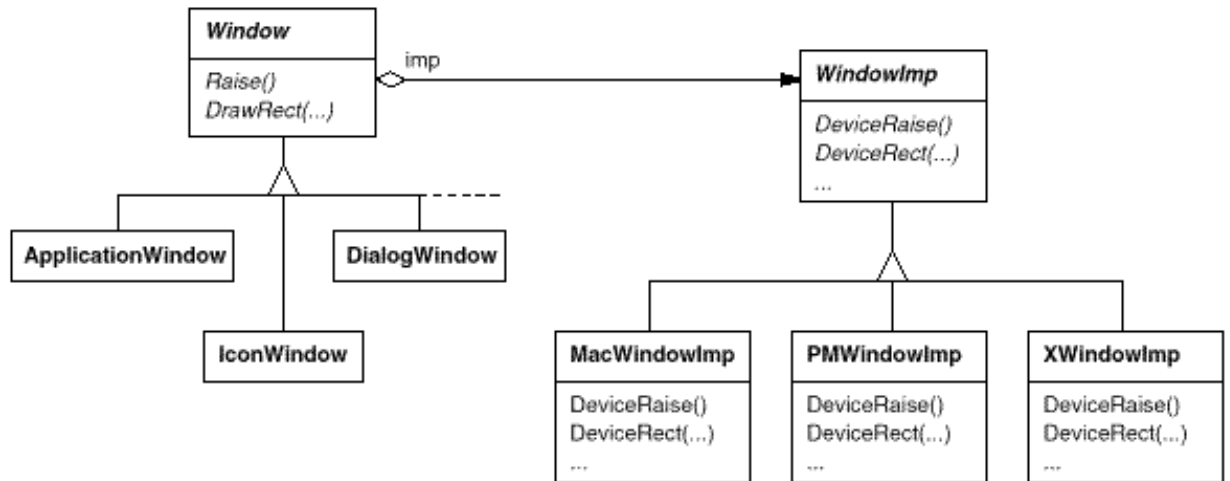 Window
Raise()
DrawRect(...)
imp
WindowImp
DeviceRaise()
DeviceRect(...)
...
ApplicationWindow
DialogWindow
IconWindow
MacWindowImp
DeviceRaise()
DeviceRect(...)
...
PMWindowImp
DeviceRaise()
DeviceRect(...)
...
XWindowImp
DeviceRaise()
DeviceRect(...)
...